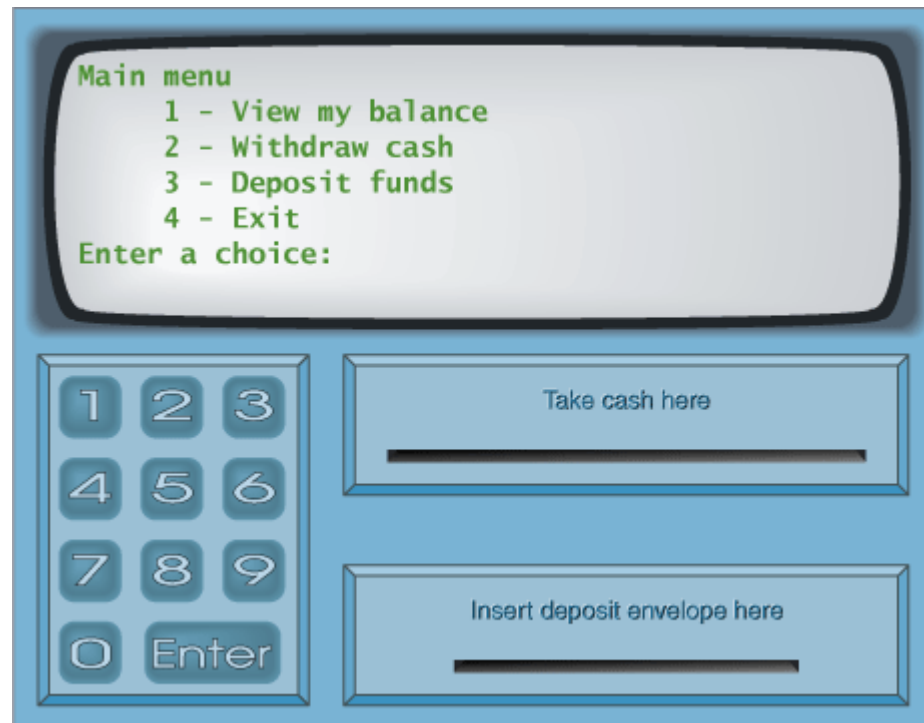 Main menu
1 - View my balance
2 - Withdraw cash
3 - Deposit funds
4 - Exit
Enter a choice:
1 2 3
4 5 6
7 8 9
0 Enter
Take cash here
Insert deposit envelope here